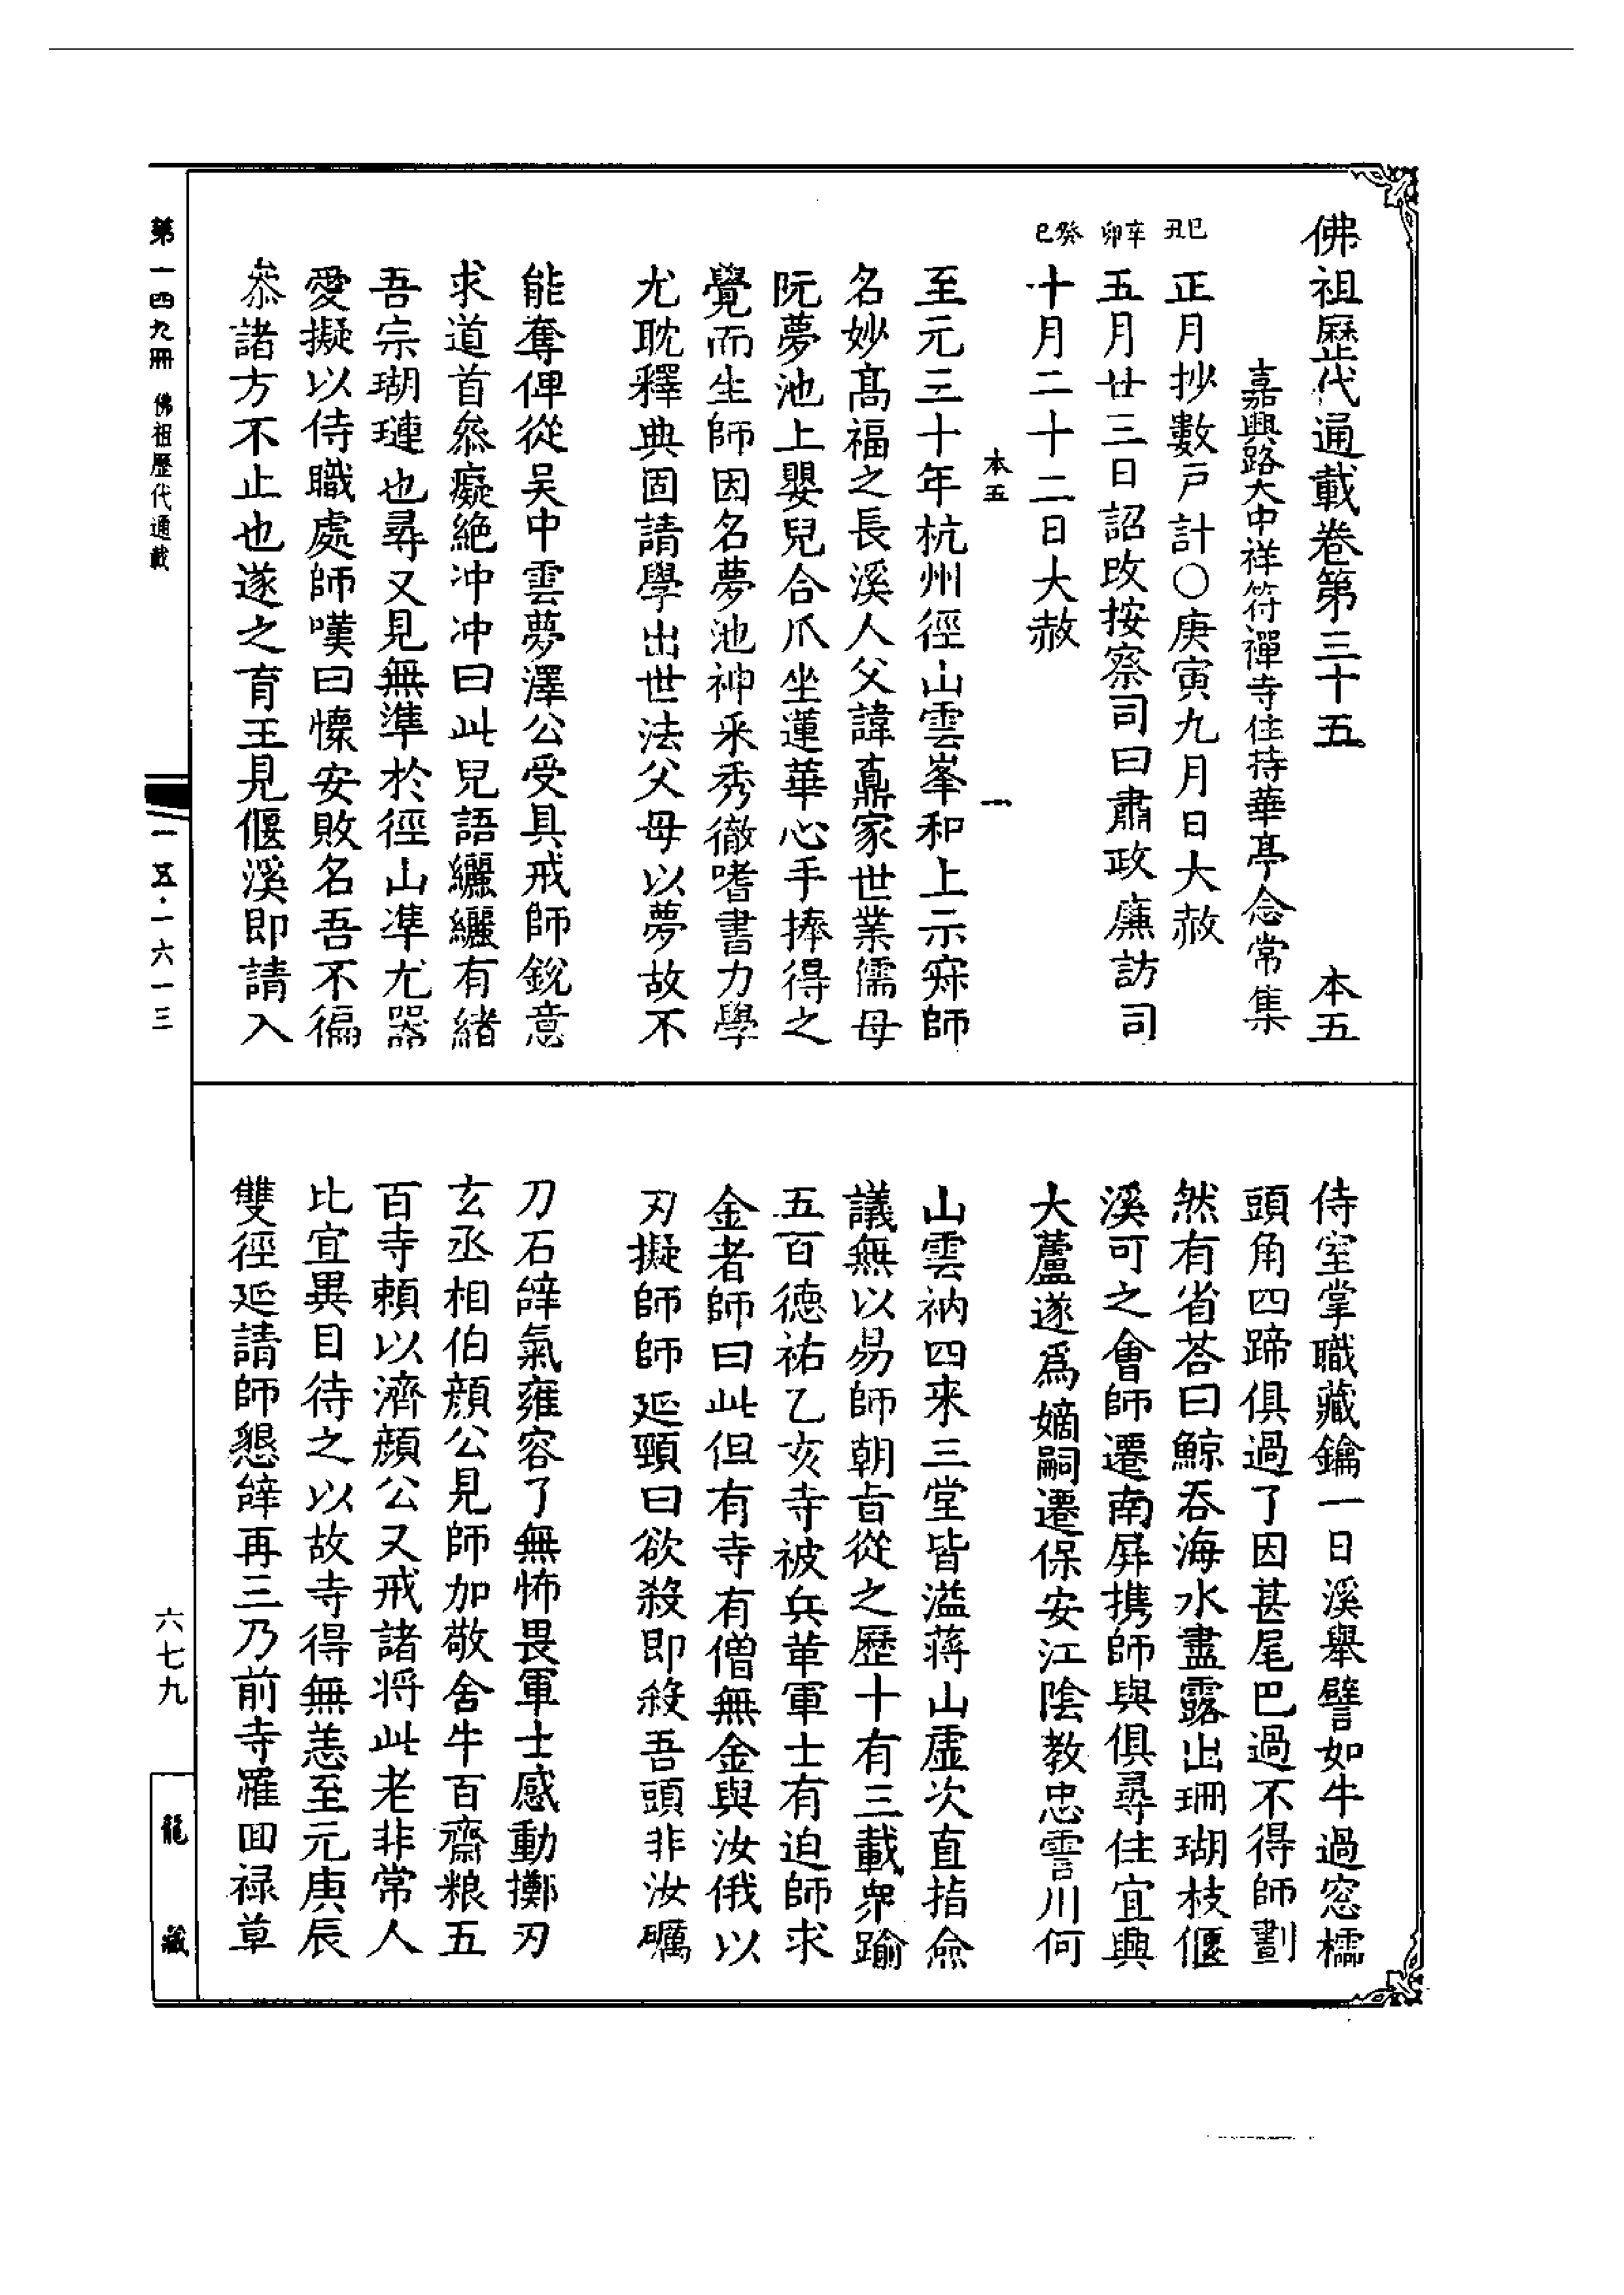 佛祖歷代通載卷第三十五　本五
嘉興路大中祥符禪寺住持華亭念常集
己丑
正月抄數戸計○庚寅九月日大赦
辛卯
五月廿三日詔改按察司曰肅政㢘訪司
癸巳
十月二十二日大赦
本五　一
至元三十年杭州徑山雲峯和上示寂師
名妙髙福之長溪人父諱鼒家世業儒母
阮夢池上嬰兒合爪坐蓮華心手捧得之
覺而生師因名夢池神采秀徹嗜書力學
尤耽釋典固請學出世法父母以夢故不
能奪俾從吳中雲夢澤公受具戒師銳意
求道首叅癡絶冲冲曰此兒語纚纚有緒
吾宗瑚璉也尋又見無準於徑山凖尤器
愛擬以侍職處師嘆曰懷安敗名吾不徧
叅諸方不止也遂之育王見偃溪即請入
侍室掌職藏鑰一日溪舉譬如牛過窓櫺
頭角四蹄俱過了因甚尾巴過不得師劃
然有省荅曰鯨吞海水盡露出珊瑚枝偃
溪可之會師遷南屏携師與俱尋住宜興
大蘆遂爲嫡嗣遷保安江陰教忠霅川何
山雲衲四来三堂皆溢蔣山虛次直指僉
議無以易師朝旨從之歷十有三載衆踰
五百德祐乙亥寺被兵革軍士有迫師求
金者師曰此但有寺有僧無金與汝俄以
刃擬師師延頸曰欲殺即殺吾頭非汝礪
刀石辝氣雍容了無怖畏軍士感動擲刃
玄丞相伯顔公見師加敬舍牛百齋粮五
百寺頼以濟顔公又戒諸将此老非常人
比宜異目待之以故寺得無恙至元庚辰
雙徑延請師懇辝再三乃前寺罹囬禄草
第一四九冊　佛祖歷代通載
一五·一六一三
六七九
龍藏